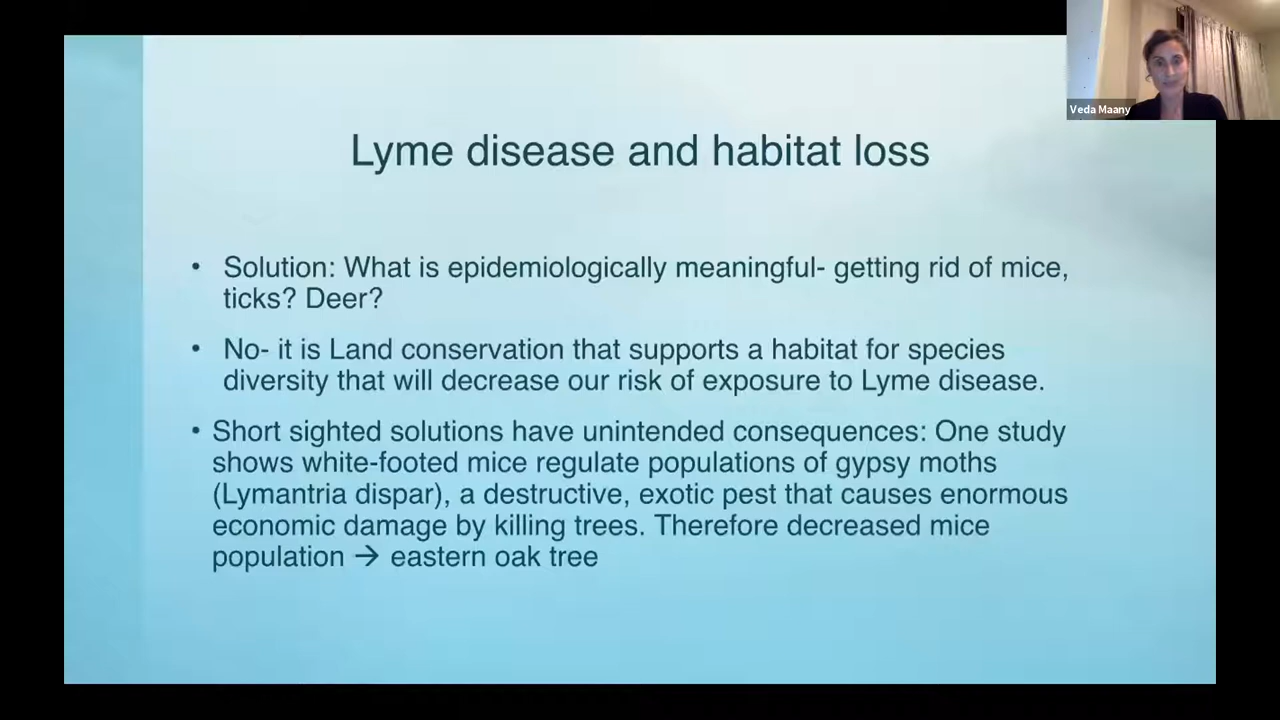 Veda Maany
Lyme disease and habitat loss
• Solution: What is epidemiologically meaningful- getting rid of mice,
ticks? Deer?
• No- it is Land conservation that supports a habitat for species
diversity that will decrease our risk of exposure to Lyme disease.
• Short sighted solutions have unintended consequences: One study
shows white-footed mice regulate populations of gypsy moths
(Lymantria dispar), a destructive, exotic pest that causes enormous
economic damage by killing trees. Therefore decreased mice
population → eastern oak tree